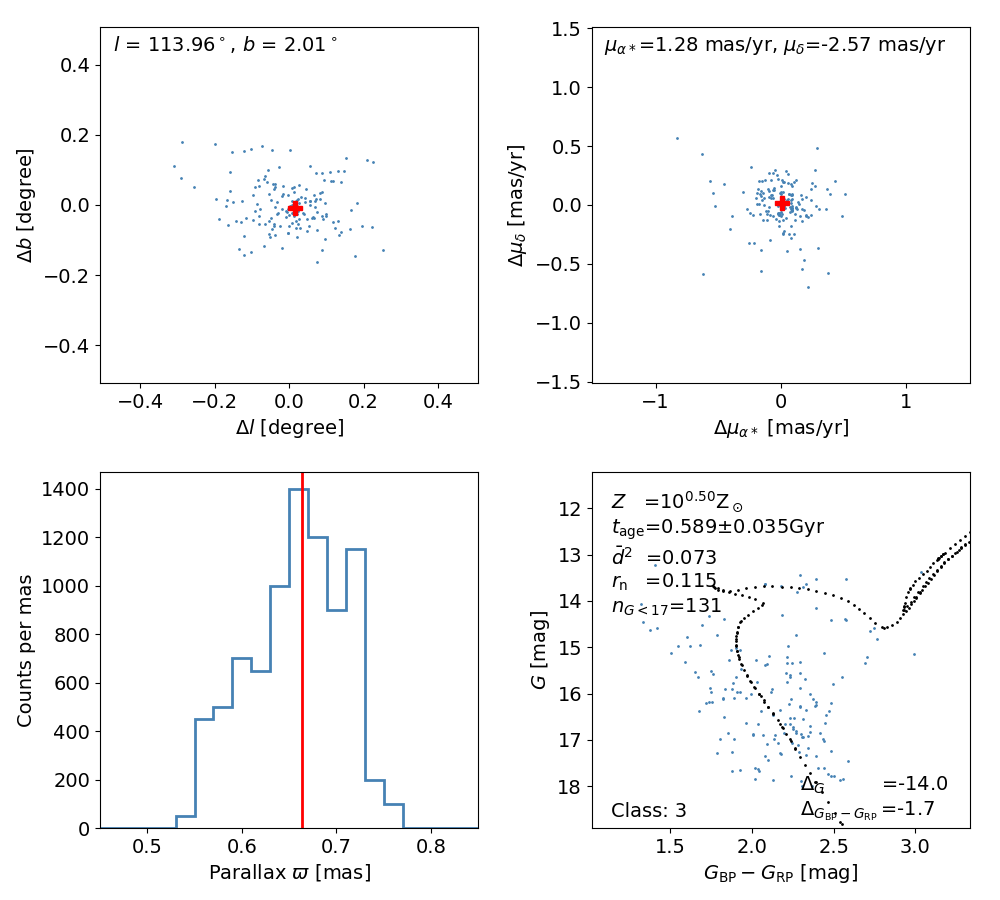 l = 113.96°, b = 2.01°
0.4
0.2
0.0
−0.2
−0.4
Δb [degree]
−0.4 −0.2 0.0 0.2 0.4
Δl [degree]
μα*=1.28 mas/yr, μδ=-2.57 mas/yr
1.5
1.0
0.5
0.0
−0.5
−1.0
−1.5
Δμδ [mas/yr]
−1 0 1
Δμα* [mas/yr]
1400
1200
1000
800
600
400
200
0
Counts per mas
0.5 0.6 0.7 0.8
Parallax ϖ [mas]
Z =10^0.50 Z⊙
t_age=0.589±0.035Gyr
d̄² =0.073
r_n =0.115
n_G<17=131
12
13
14
15
16
17
18
G [mag]
Δ_G =-14.0
Δ_G_BP−G_RP =-1.7
Class: 3
1.5 2.0 2.5 3.0
G_BP − G_RP [mag]